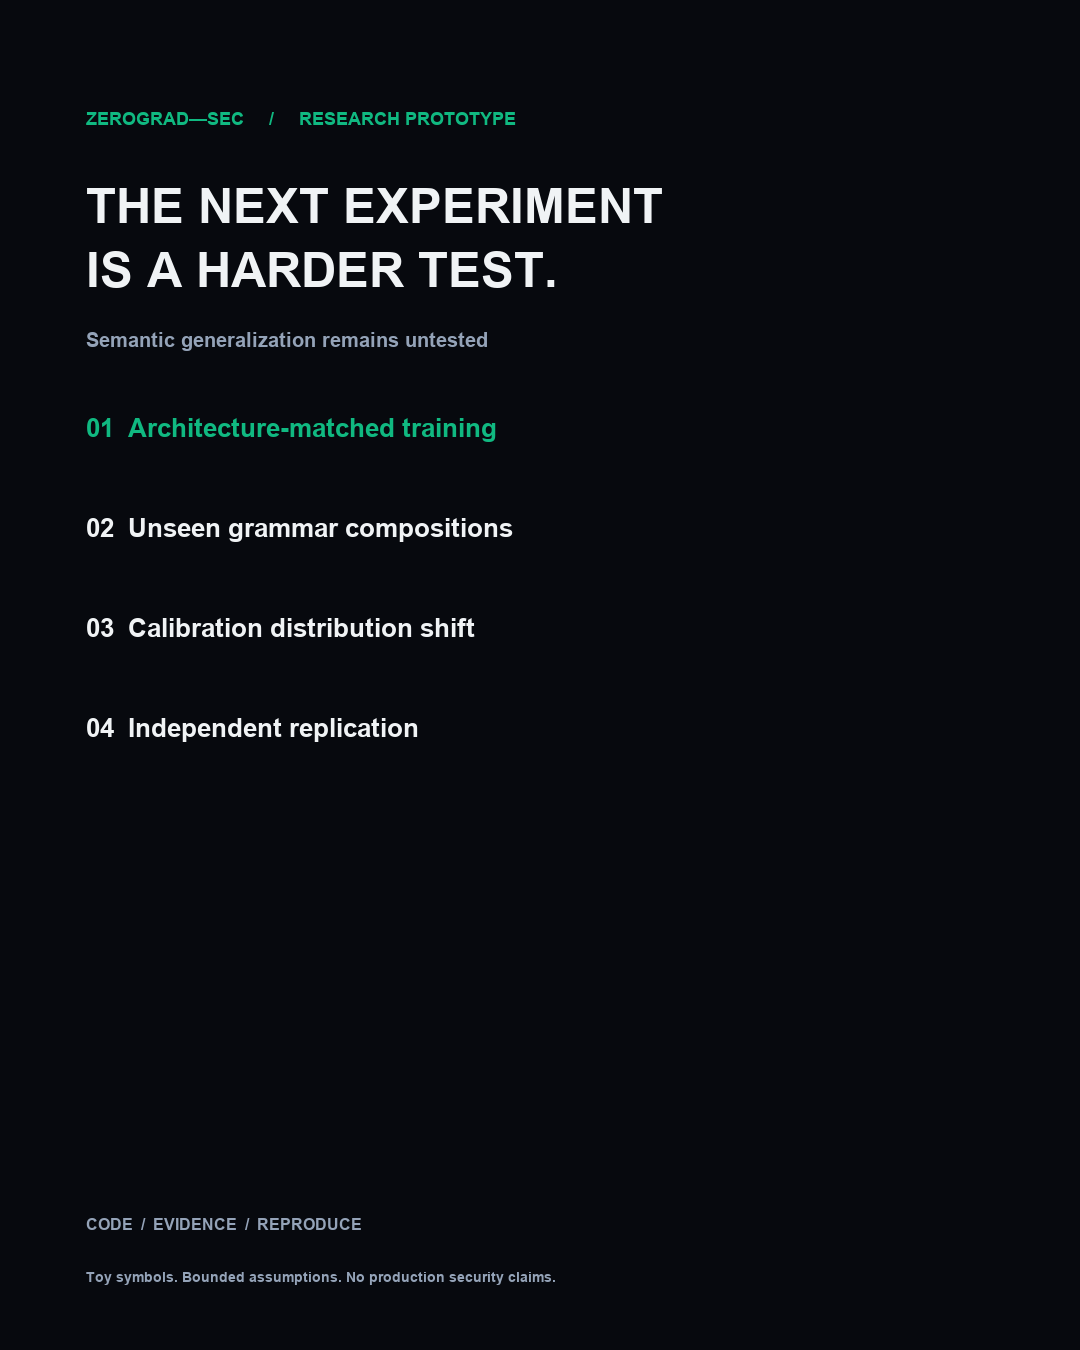 ZEROGRAD—SEC / RESEARCH PROTOTYPE
THE NEXT EXPERIMENT
IS A HARDER TEST.
Semantic generalization remains untested
01 Architecture-matched training
02 Unseen grammar compositions
03 Calibration distribution shift
04 Independent replication
CODE / EVIDENCE / REPRODUCE
Toy symbols. Bounded assumptions. No production security claims.